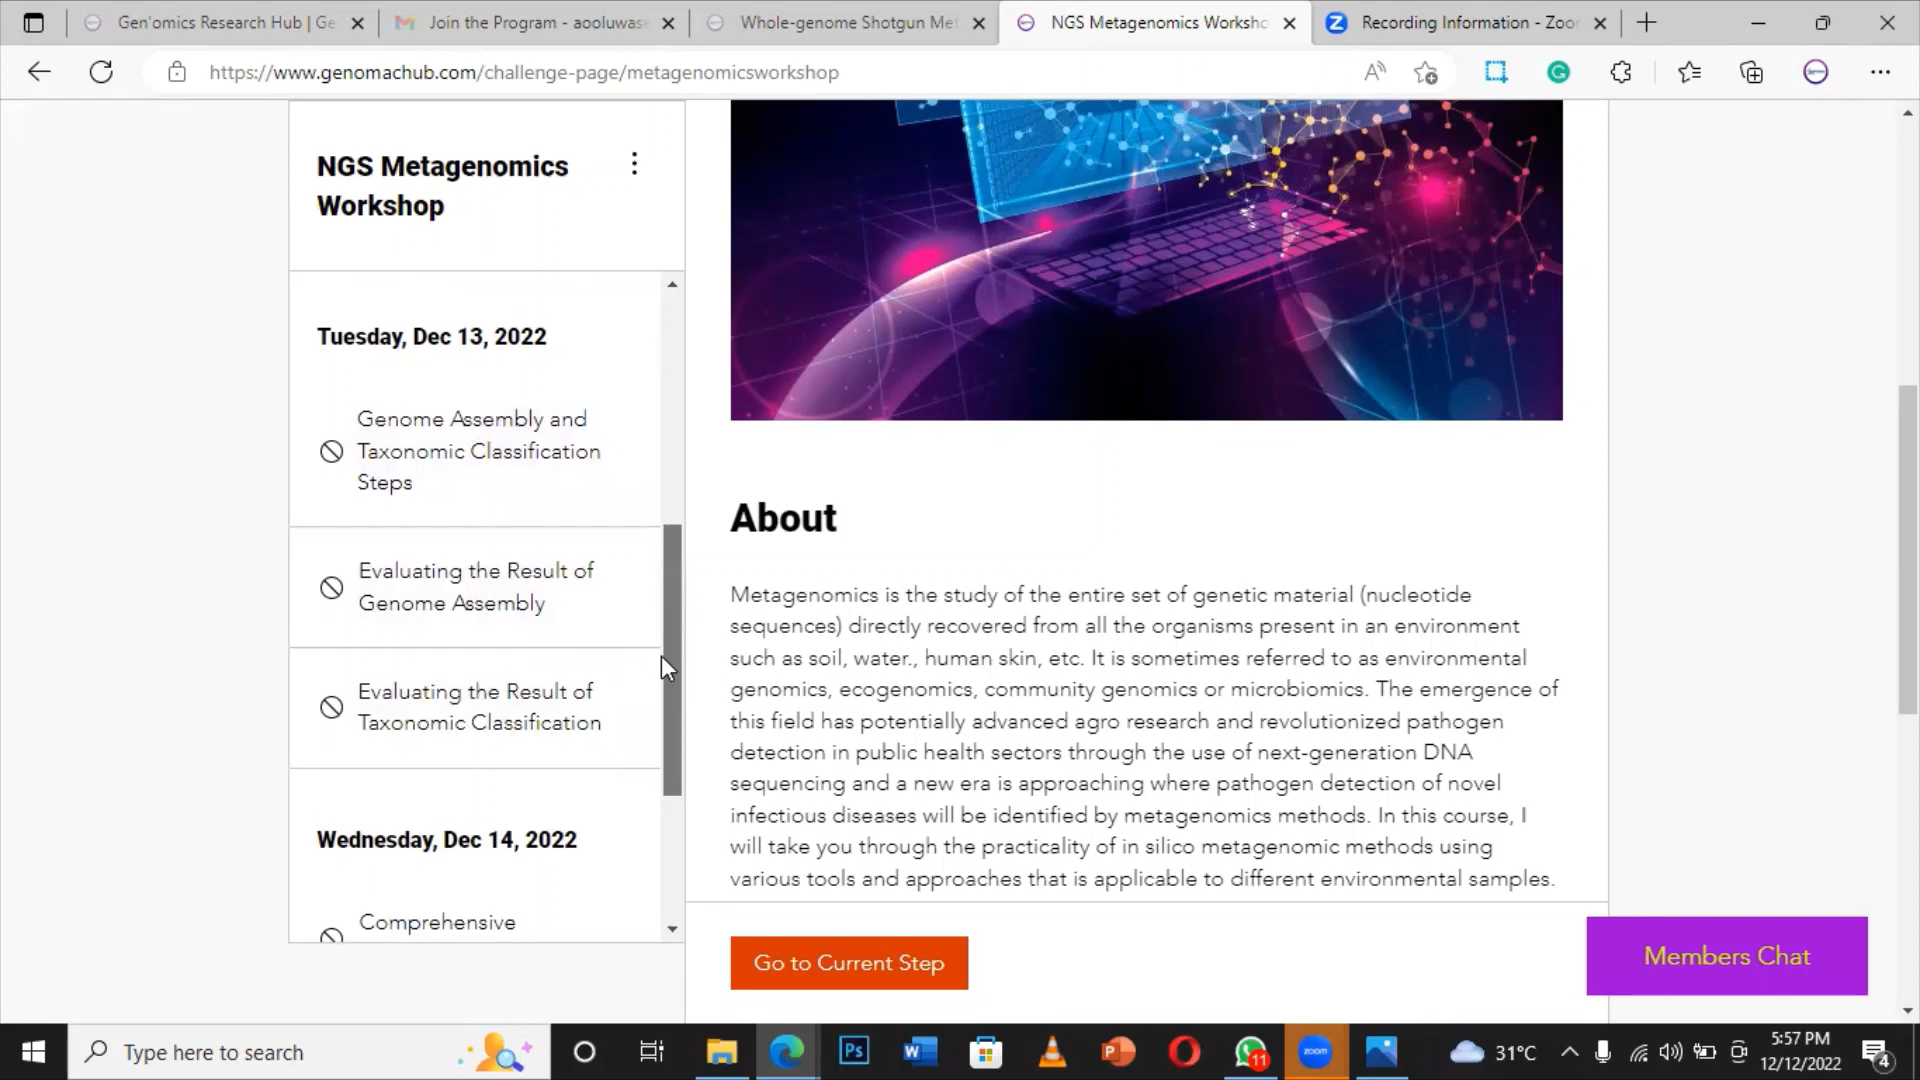 Gen'omics Research Hub | Ge
Join the Program - aooluwase
Whole-genome Shotgun Met
NGS Metagenomics Worksho
Recording Information - Zoo
https://www.genomachub.com/challenge-page/metagenomicsworkshop
NGS Metagenomics
Workshop
Tuesday, Dec 13, 2022
Genome Assembly and
Taxonomic Classification
Steps
Evaluating the Result of
Genome Assembly
Evaluating the Result of
Taxonomic Classification
Wednesday, Dec 14, 2022
Comprehensive
About
Metagenomics is the study of the entire set of genetic material (nucleotide
sequences) directly recovered from all the organisms present in an environment
such as soil, water., human skin, etc. It is sometimes referred to as environmental
genomics, ecogenomics, community genomics or microbiomics. The emergence of
this field has potentially advanced agro research and revolutionized pathogen
detection in public health sectors through the use of next-generation DNA
sequencing and a new era is approaching where pathogen detection of novel
infectious diseases will be identified by metagenomics methods. In this course, I
will take you through the practicality of in silico metagenomic methods using
various tools and approaches that is applicable to different environmental samples.
Go to Current Step
Members Chat
Type here to search
Ps
W
11
P
zoom
31°C
5:57 PM
12/12/2022
4